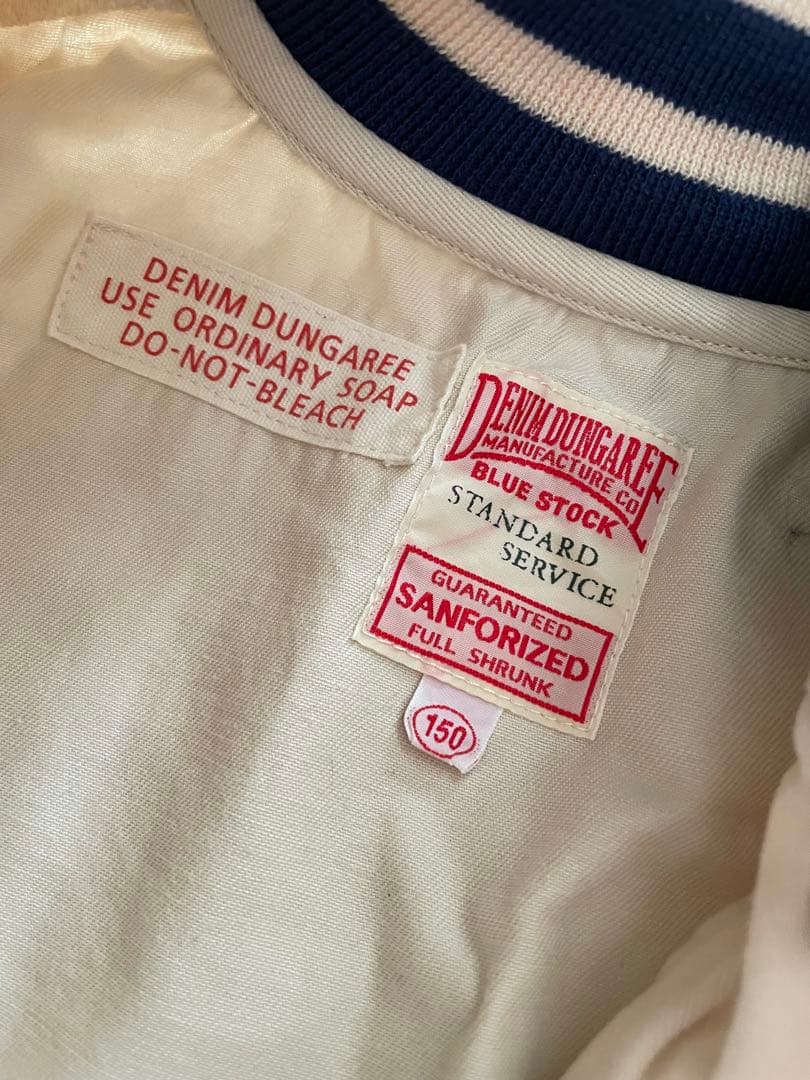 DENIM DUNGAREE
USE ORDINARY SOAP
DO-NOT-BLEACH
DENIM DUNGAREE
MANUFACTURE CO
BLUE STOCK
STANDARD
SERVICE
GUARANTEED
SANFORIZED
FULL SHRUNK
150